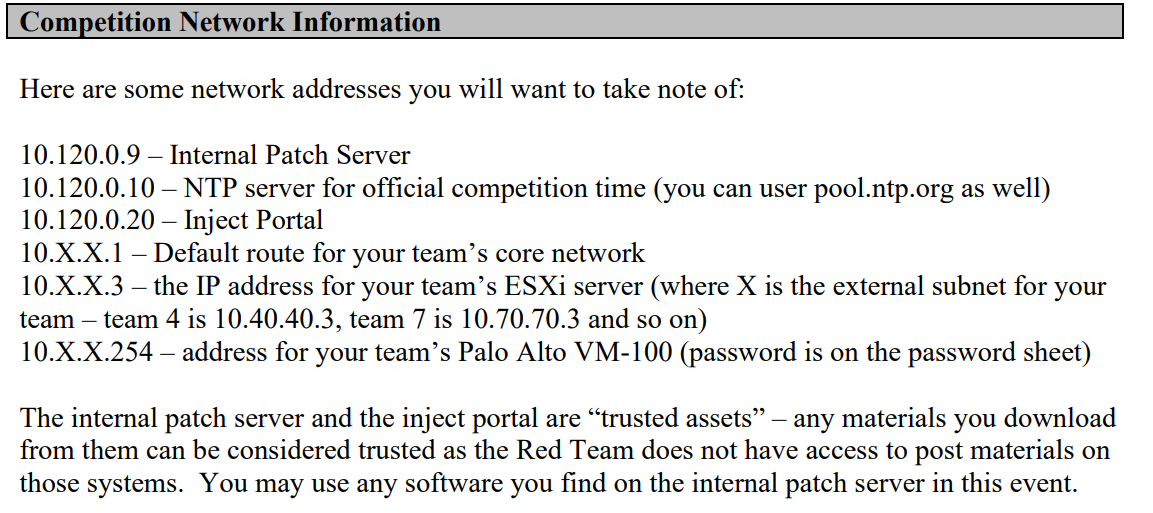 Competition Network Information
Here are some network addresses you will want to take note of:
10.120.0.9 – Internal Patch Server
10.120.0.10 – NTP server for official competition time (you can user pool.ntp.org as well)
10.120.0.20 – Inject Portal
10.X.X.1 – Default route for your team’s core network
10.X.X.3 – the IP address for your team’s ESXi server (where X is the external subnet for your
team – team 4 is 10.40.40.3, team 7 is 10.70.70.3 and so on)
10.X.X.254 – address for your team’s Palo Alto VM-100 (password is on the password sheet)
The internal patch server and the inject portal are “trusted assets” – any materials you download
from them can be considered trusted as the Red Team does not have access to post materials on
those systems.  You may use any software you find on the internal patch server in this event.